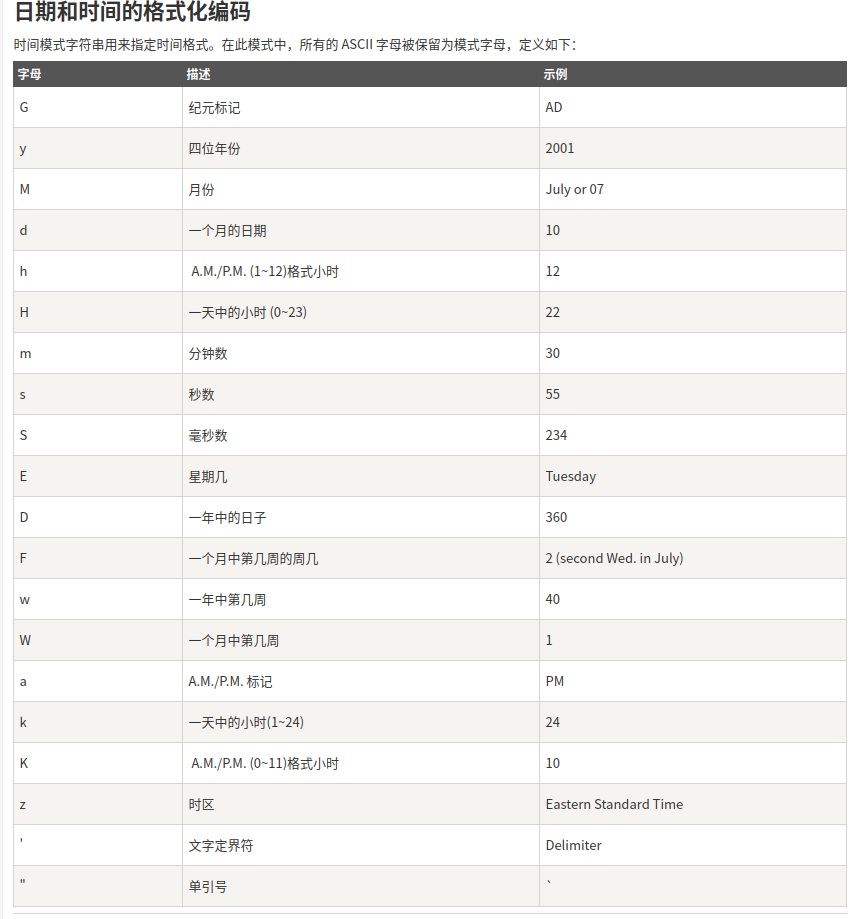 日期和时间的格式化编码
时间模式字符串用来指定时间格式。在此模式中，所有的 ASCII 字母被保留为模式字母，定义如下：
字母 描述 示例
G 纪元标记 AD
y 四位年份 2001
M 月份 July or 07
d 一个月的日期 10
h A.M./P.M. (1~12)格式小时 12
H 一天中的小时 (0~23) 22
m 分钟数 30
s 秒数 55
S 毫秒数 234
E 星期几 Tuesday
D 一年中的日子 360
F 一个月中第几周的周几 2 (second Wed. in July)
w 一年中第几周 40
W 一个月中第几周 1
a A.M./P.M. 标记 PM
k 一天中的小时(1~24) 24
K A.M./P.M. (0~11)格式小时 10
z 时区 Eastern Standard Time
' 文字定界符 Delimiter
" 单引号 `